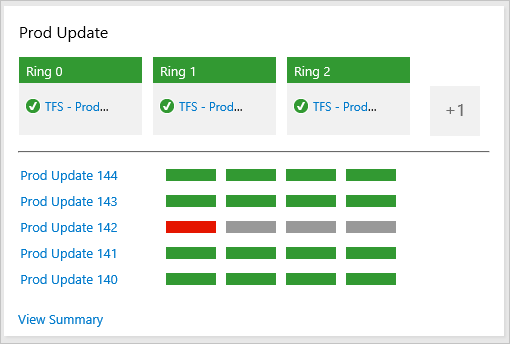 Prod Update
Ring 0 Ring 1 Ring 2
TFS - Prod... TFS - Prod... TFS - Prod... +1
Prod Update 144
Prod Update 143
Prod Update 142
Prod Update 141
Prod Update 140
View Summary